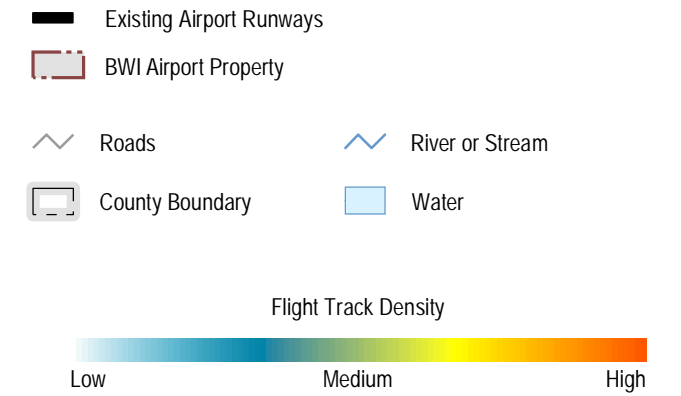 Existing Airport Runways
BWI Airport Property
Roads
River or Stream
County Boundary
Water
Flight Track Density
Low Medium High